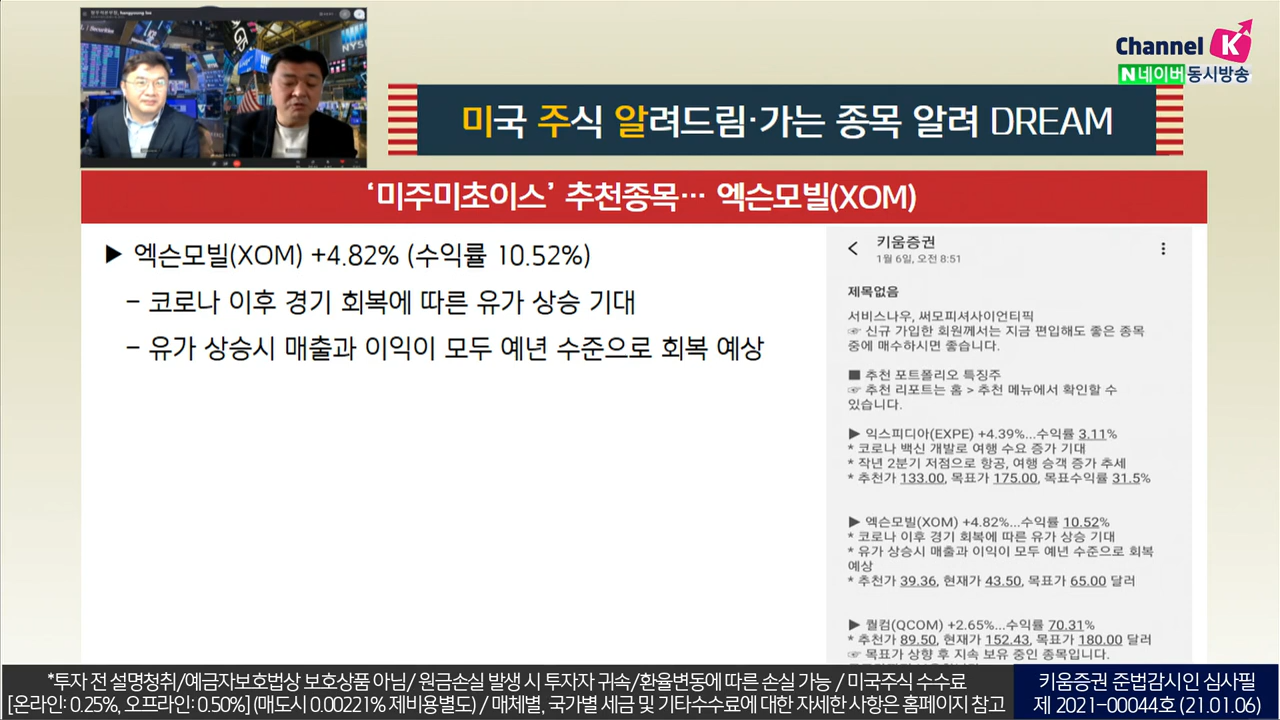 Channel K
N네이버 동시방송
NYSE
미국 주식 알려드림·가는 종목 알려 DREAM
‘미주미초이스’ 추천종목… 엑슨모빌(XOM)
▶ 엑슨모빌(XOM) +4.82% (수익률 10.52%)
– 코로나 이후 경기 회복에 따른 유가 상승 기대
– 유가 상승시 매출과 이익이 모두 예년 수준으로 회복 예상
키움증권
1월 6일, 오전 8:51
제목없음
서비스나우, 써모피셔사이언티픽
☞ 신규 가입한 회원께서는 지금 편입해도 좋은 종목
중에 매수하시면 좋습니다.
■ 추천 포트폴리오 특징주
☞ 추천 리포트는 홈 > 추천 메뉴에서 확인할 수
있습니다.
▶ 익스피디아(EXPE) +4.39%...수익률 3.11%
* 코로나 백신 개발로 여행 수요 증가 기대
* 작년 2분기 저점으로 항공, 여행 승객 증가 추세
* 추천가 133.00, 목표가 175.00, 목표수익률 31.5%
▶ 엑슨모빌(XOM) +4.82%...수익률 10.52%
* 코로나 이후 경기 회복에 따른 유가 상승 기대
* 유가 상승시 매출과 이익이 모두 예년 수준으로 회복
예상
* 추천가 39.36, 현재가 43.50, 목표가 65.00 달러
▶ 퀄컴(QCOM) +2.65%...수익률 70.31%
* 추천가 89.50, 현재가 152.43, 목표가 180.00 달러
☞ 목표가 상향 후 지속 보유 중인 종목입니다.
*투자 전 설명청취/예금자보호법상 보호상품 아님/ 원금손실 발생 시 투자자 귀속/환율변동에 따른 손실 가능 / 미국주식 수수료
[온라인: 0.25%, 오프라인: 0.50%] (매도시 0.00221% 제비용별도) / 매체별, 국가별 세금 및 기타수수료에 대한 자세한 사항은 홈페이지 참고
키움증권 준법감시인 심사필
제 2021-00044호 (21.01.06)